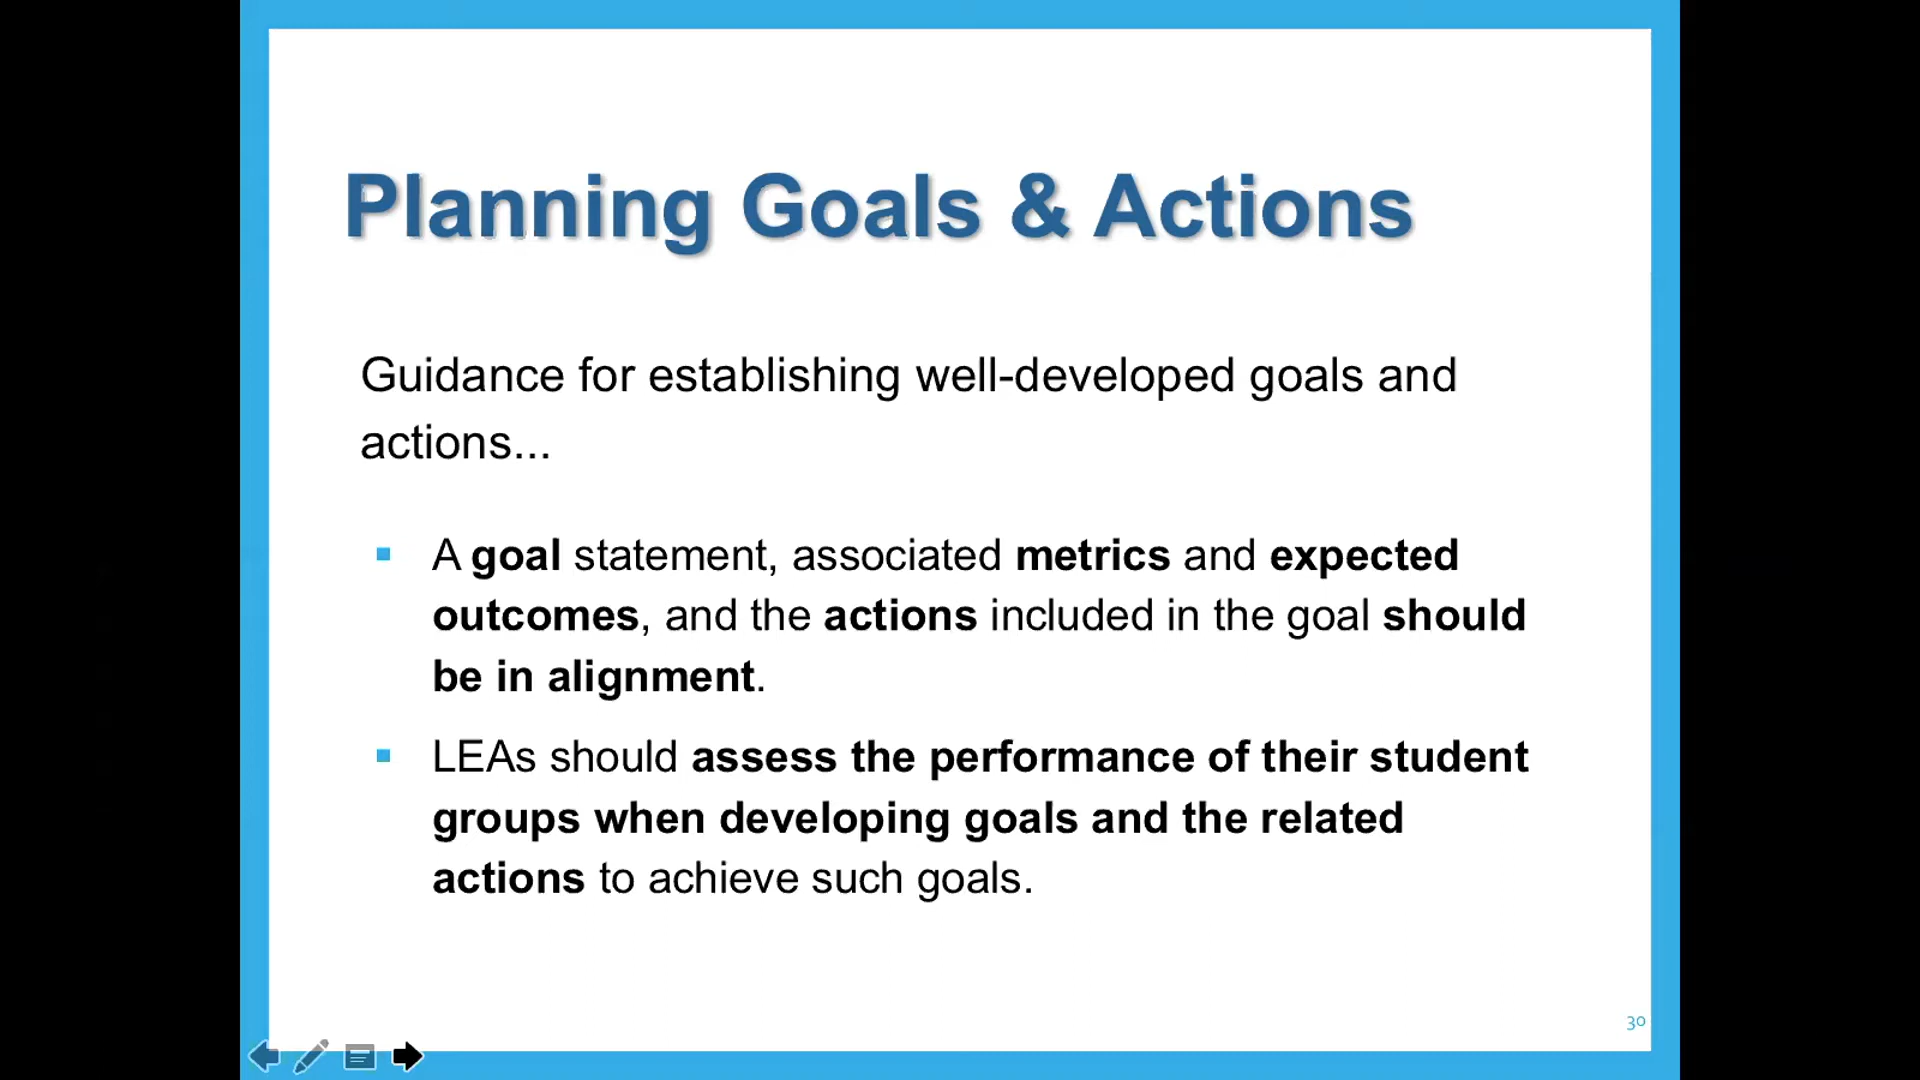 Planning Goals & Actions
Guidance for establishing well-developed goals and
actions...
A goal statement, associated metrics and expected
outcomes, and the actions included in the goal should
be in alignment.
LEAs should assess the performance of their student
groups when developing goals and the related
actions to achieve such goals.
30